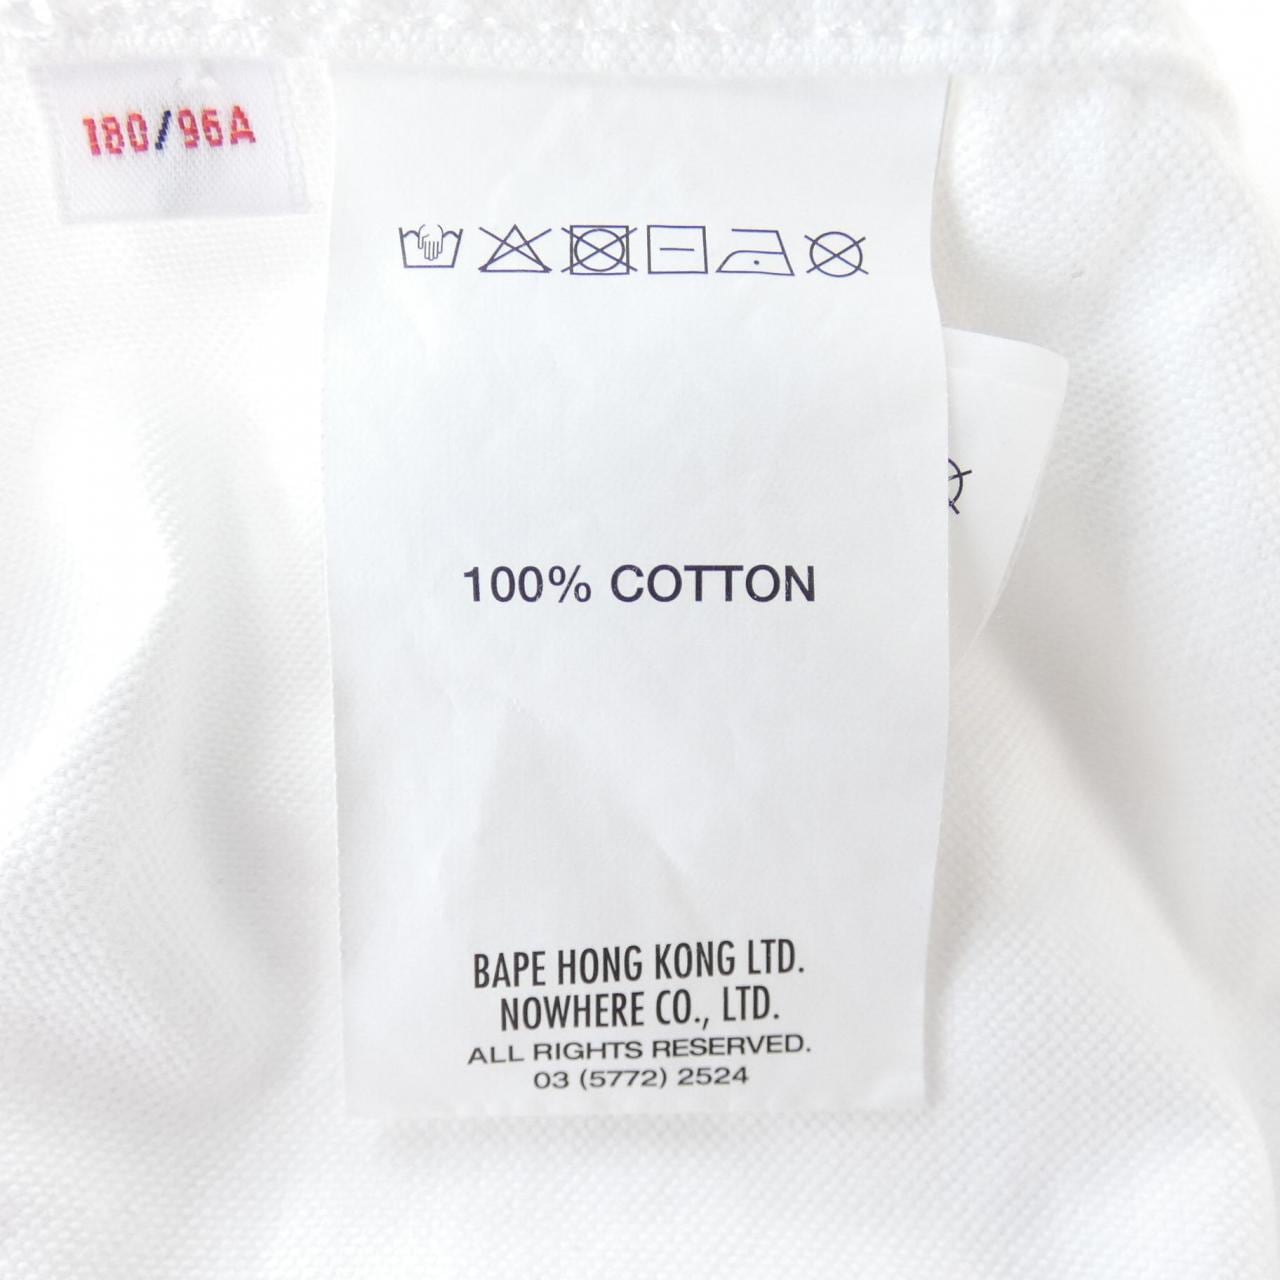 180/96A
100% COTTON
BAPE HONG KONG LTD.
NOWHERE CO., LTD.
ALL RIGHTS RESERVED.
03 (5772) 2524